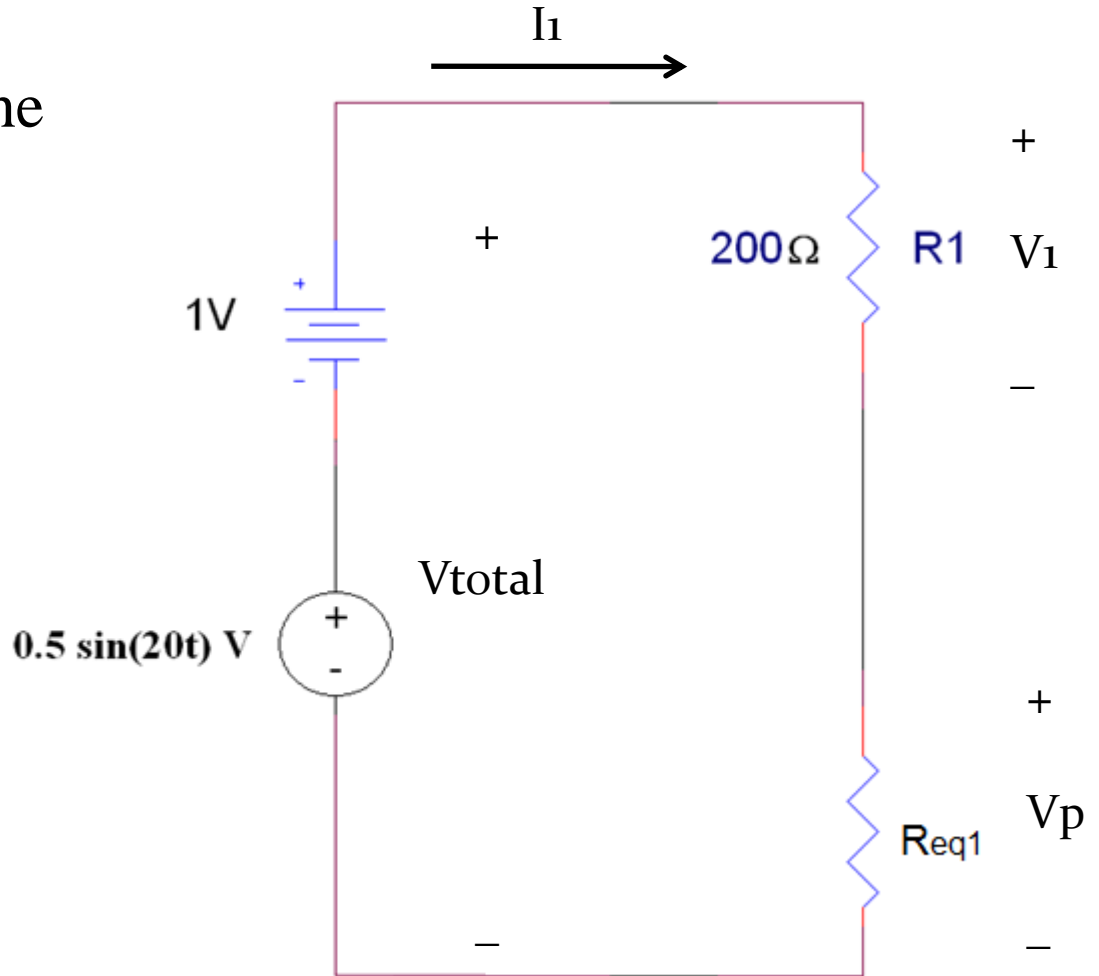 I1
ne
+
+
200Ω R1 V1
+
1V
-
–
Vtotal
+
0.5 sin(20t) V
-
+
Vp
Req1
–
–